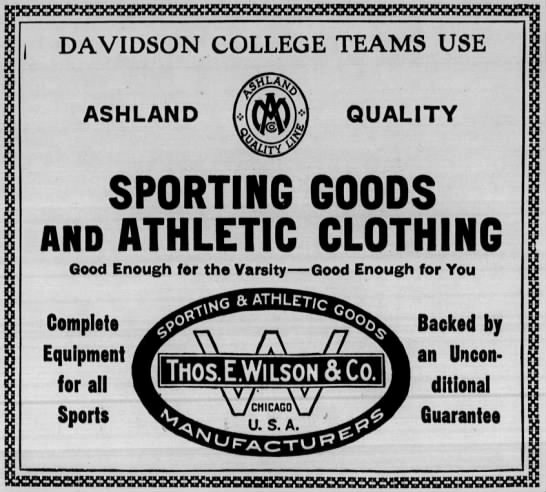 DAVIDSON COLLEGE TEAMS USE
ASHLAND
ASHLAND
QUALITY LINE
QUALITY
SPORTING GOODS
AND ATHLETIC CLOTHING
Good Enough for the Varsity—Good Enough for You
Complete
Equipment
for all
Sports
SPORTING & ATHLETIC GOODS
THOS. E. WILSON & CO.
CHICAGO
U. S. A.
MANUFACTURERS
Backed by
an Uncon-
ditional
Guarantee